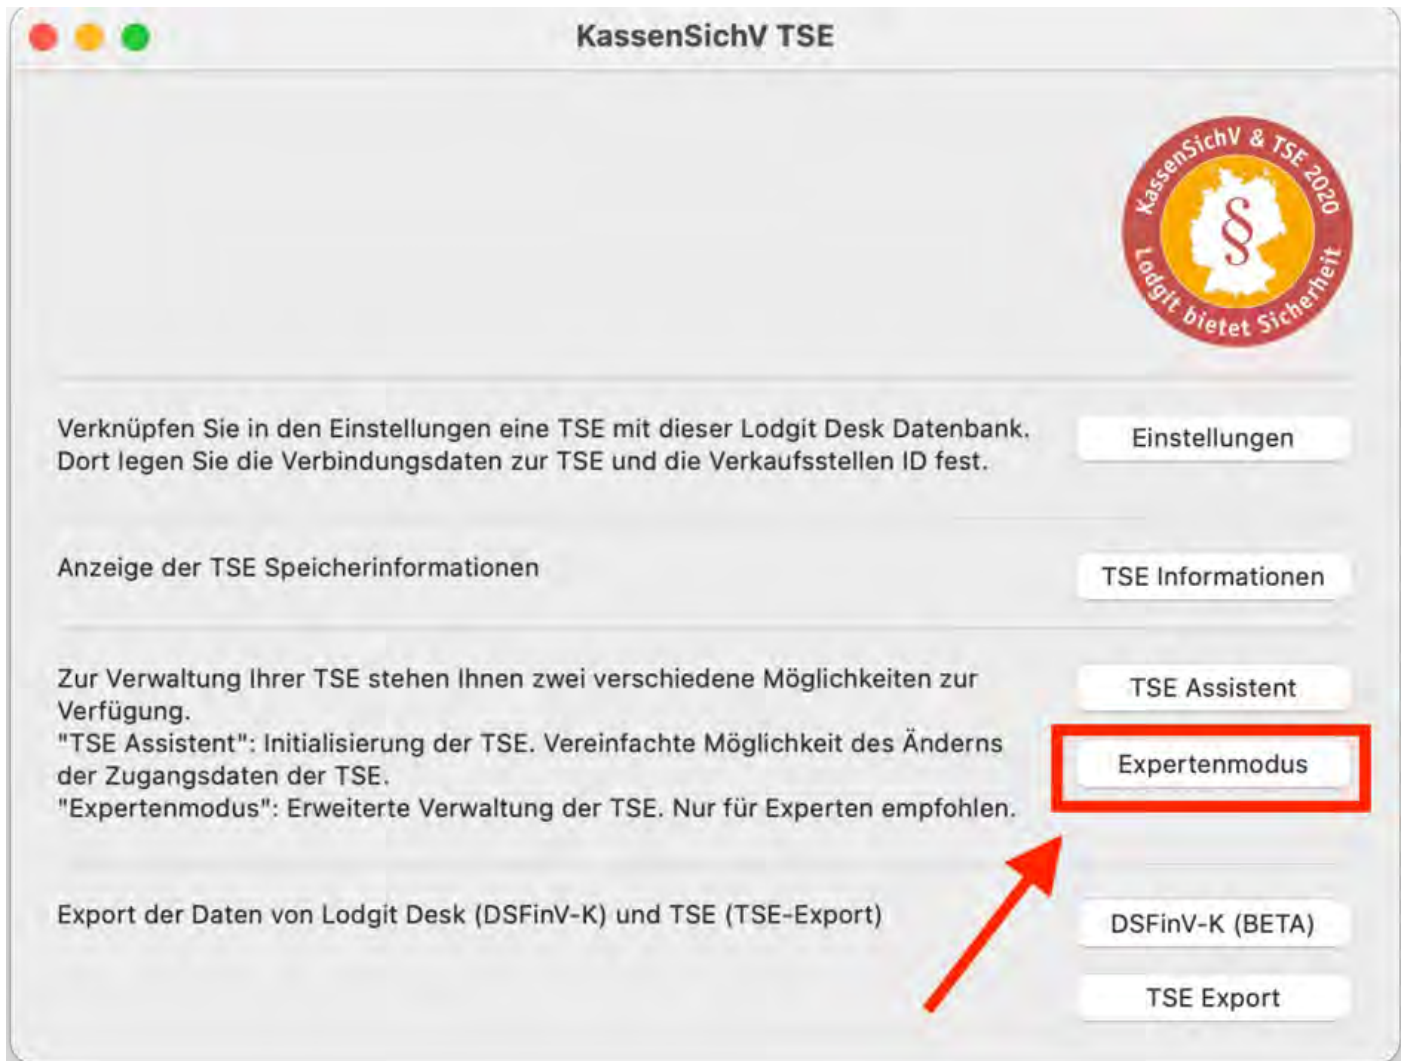 KassenSichV TSE
KassenSichV & TSE 2020
§
Lodgit bietet Sicherheit
Verknüpfen Sie in den Einstellungen eine TSE mit dieser Lodgit Desk Datenbank.
Dort legen Sie die Verbindungsdaten zur TSE und die Verkaufsstellen ID fest.
Einstellungen
Anzeige der TSE Speicherinformationen
TSE Informationen
Zur Verwaltung Ihrer TSE stehen Ihnen zwei verschiedene Möglichkeiten zur
Verfügung.
"TSE Assistent": Initialisierung der TSE. Vereinfachte Möglichkeit des Änderns
der Zugangsdaten der TSE.
"Expertenmodus": Erweiterte Verwaltung der TSE. Nur für Experten empfohlen.
TSE Assistent
Expertenmodus
Export der Daten von Lodgit Desk (DSFinV-K) und TSE (TSE-Export)
DSFinV-K (BETA)
TSE Export